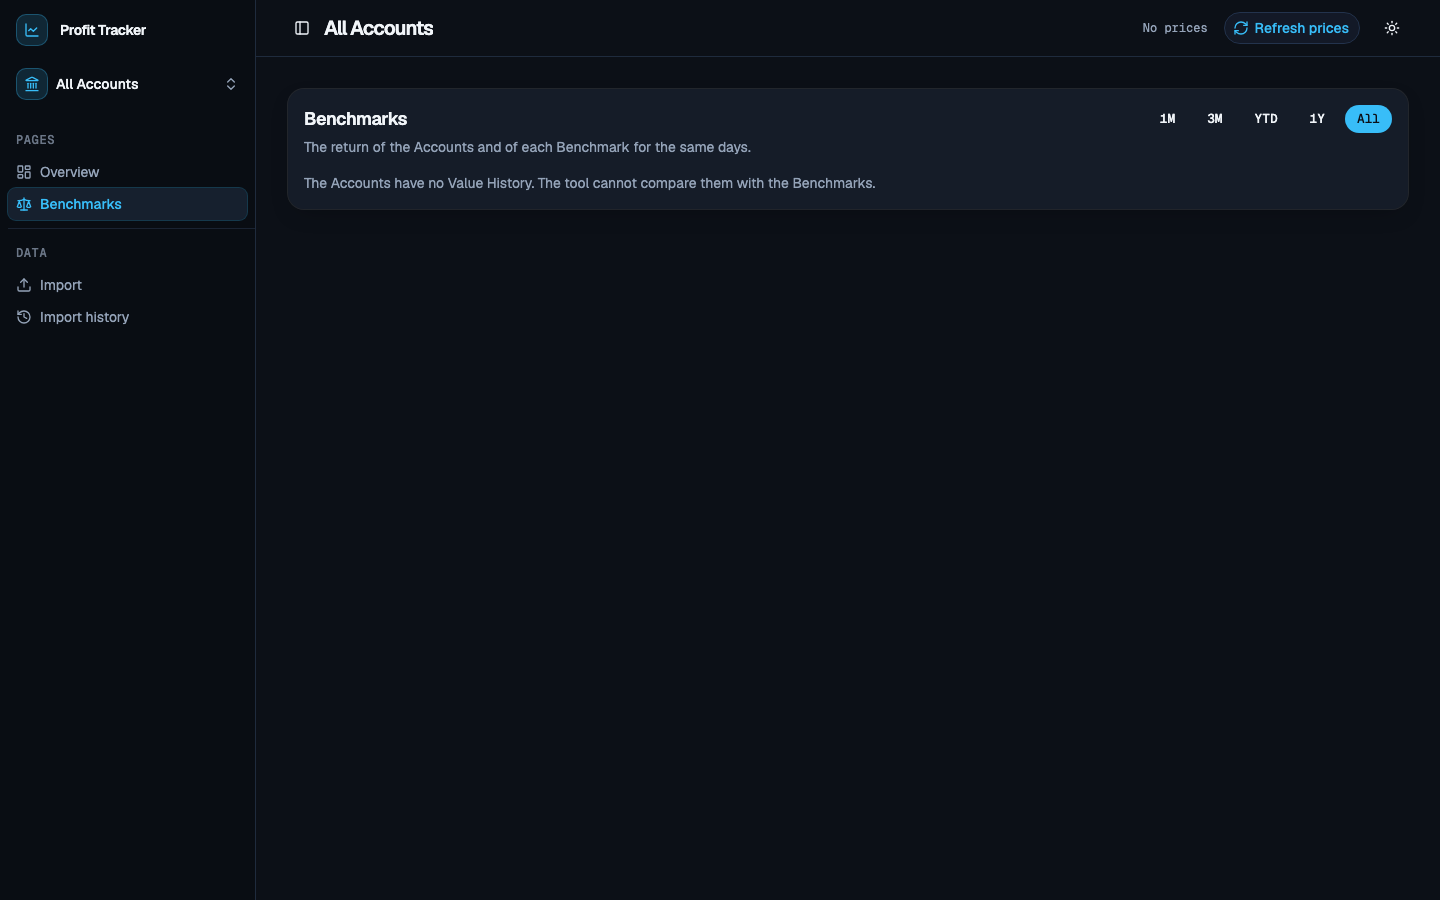 Profit Tracker
All Accounts
PAGES
Overview
Benchmarks
DATA
Import
Import history
All Accounts
No prices
Refresh prices
Benchmarks
1M
3M
YTD
1Y
All
The return of the Accounts and of each Benchmark for the same days.
The Accounts have no Value History. The tool cannot compare them with the Benchmarks.